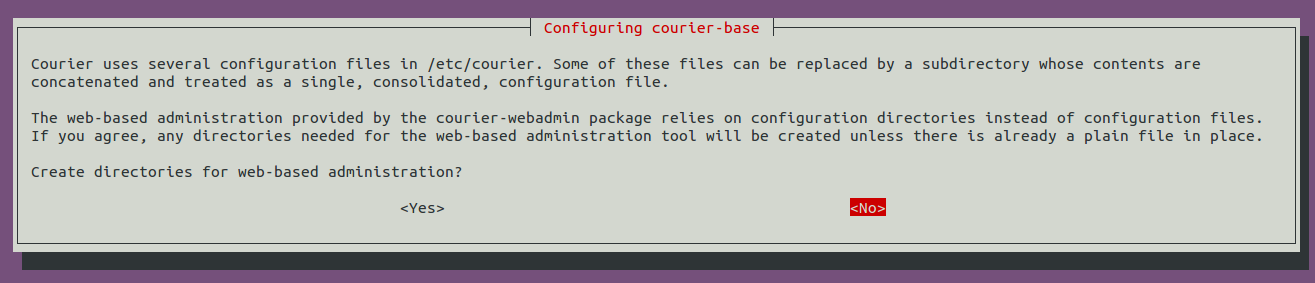 Configuring courier-base
Courier uses several configuration files in /etc/courier. Some of these files can be replaced by a subdirectory whose contents are
concatenated and treated as a single, consolidated, configuration file.
The web-based administration provided by the courier-webadmin package relies on configuration directories instead of configuration files.
If you agree, any directories needed for the web-based administration tool will be created unless there is already a plain file in place.
Create directories for web-based administration?
<Yes> <No>